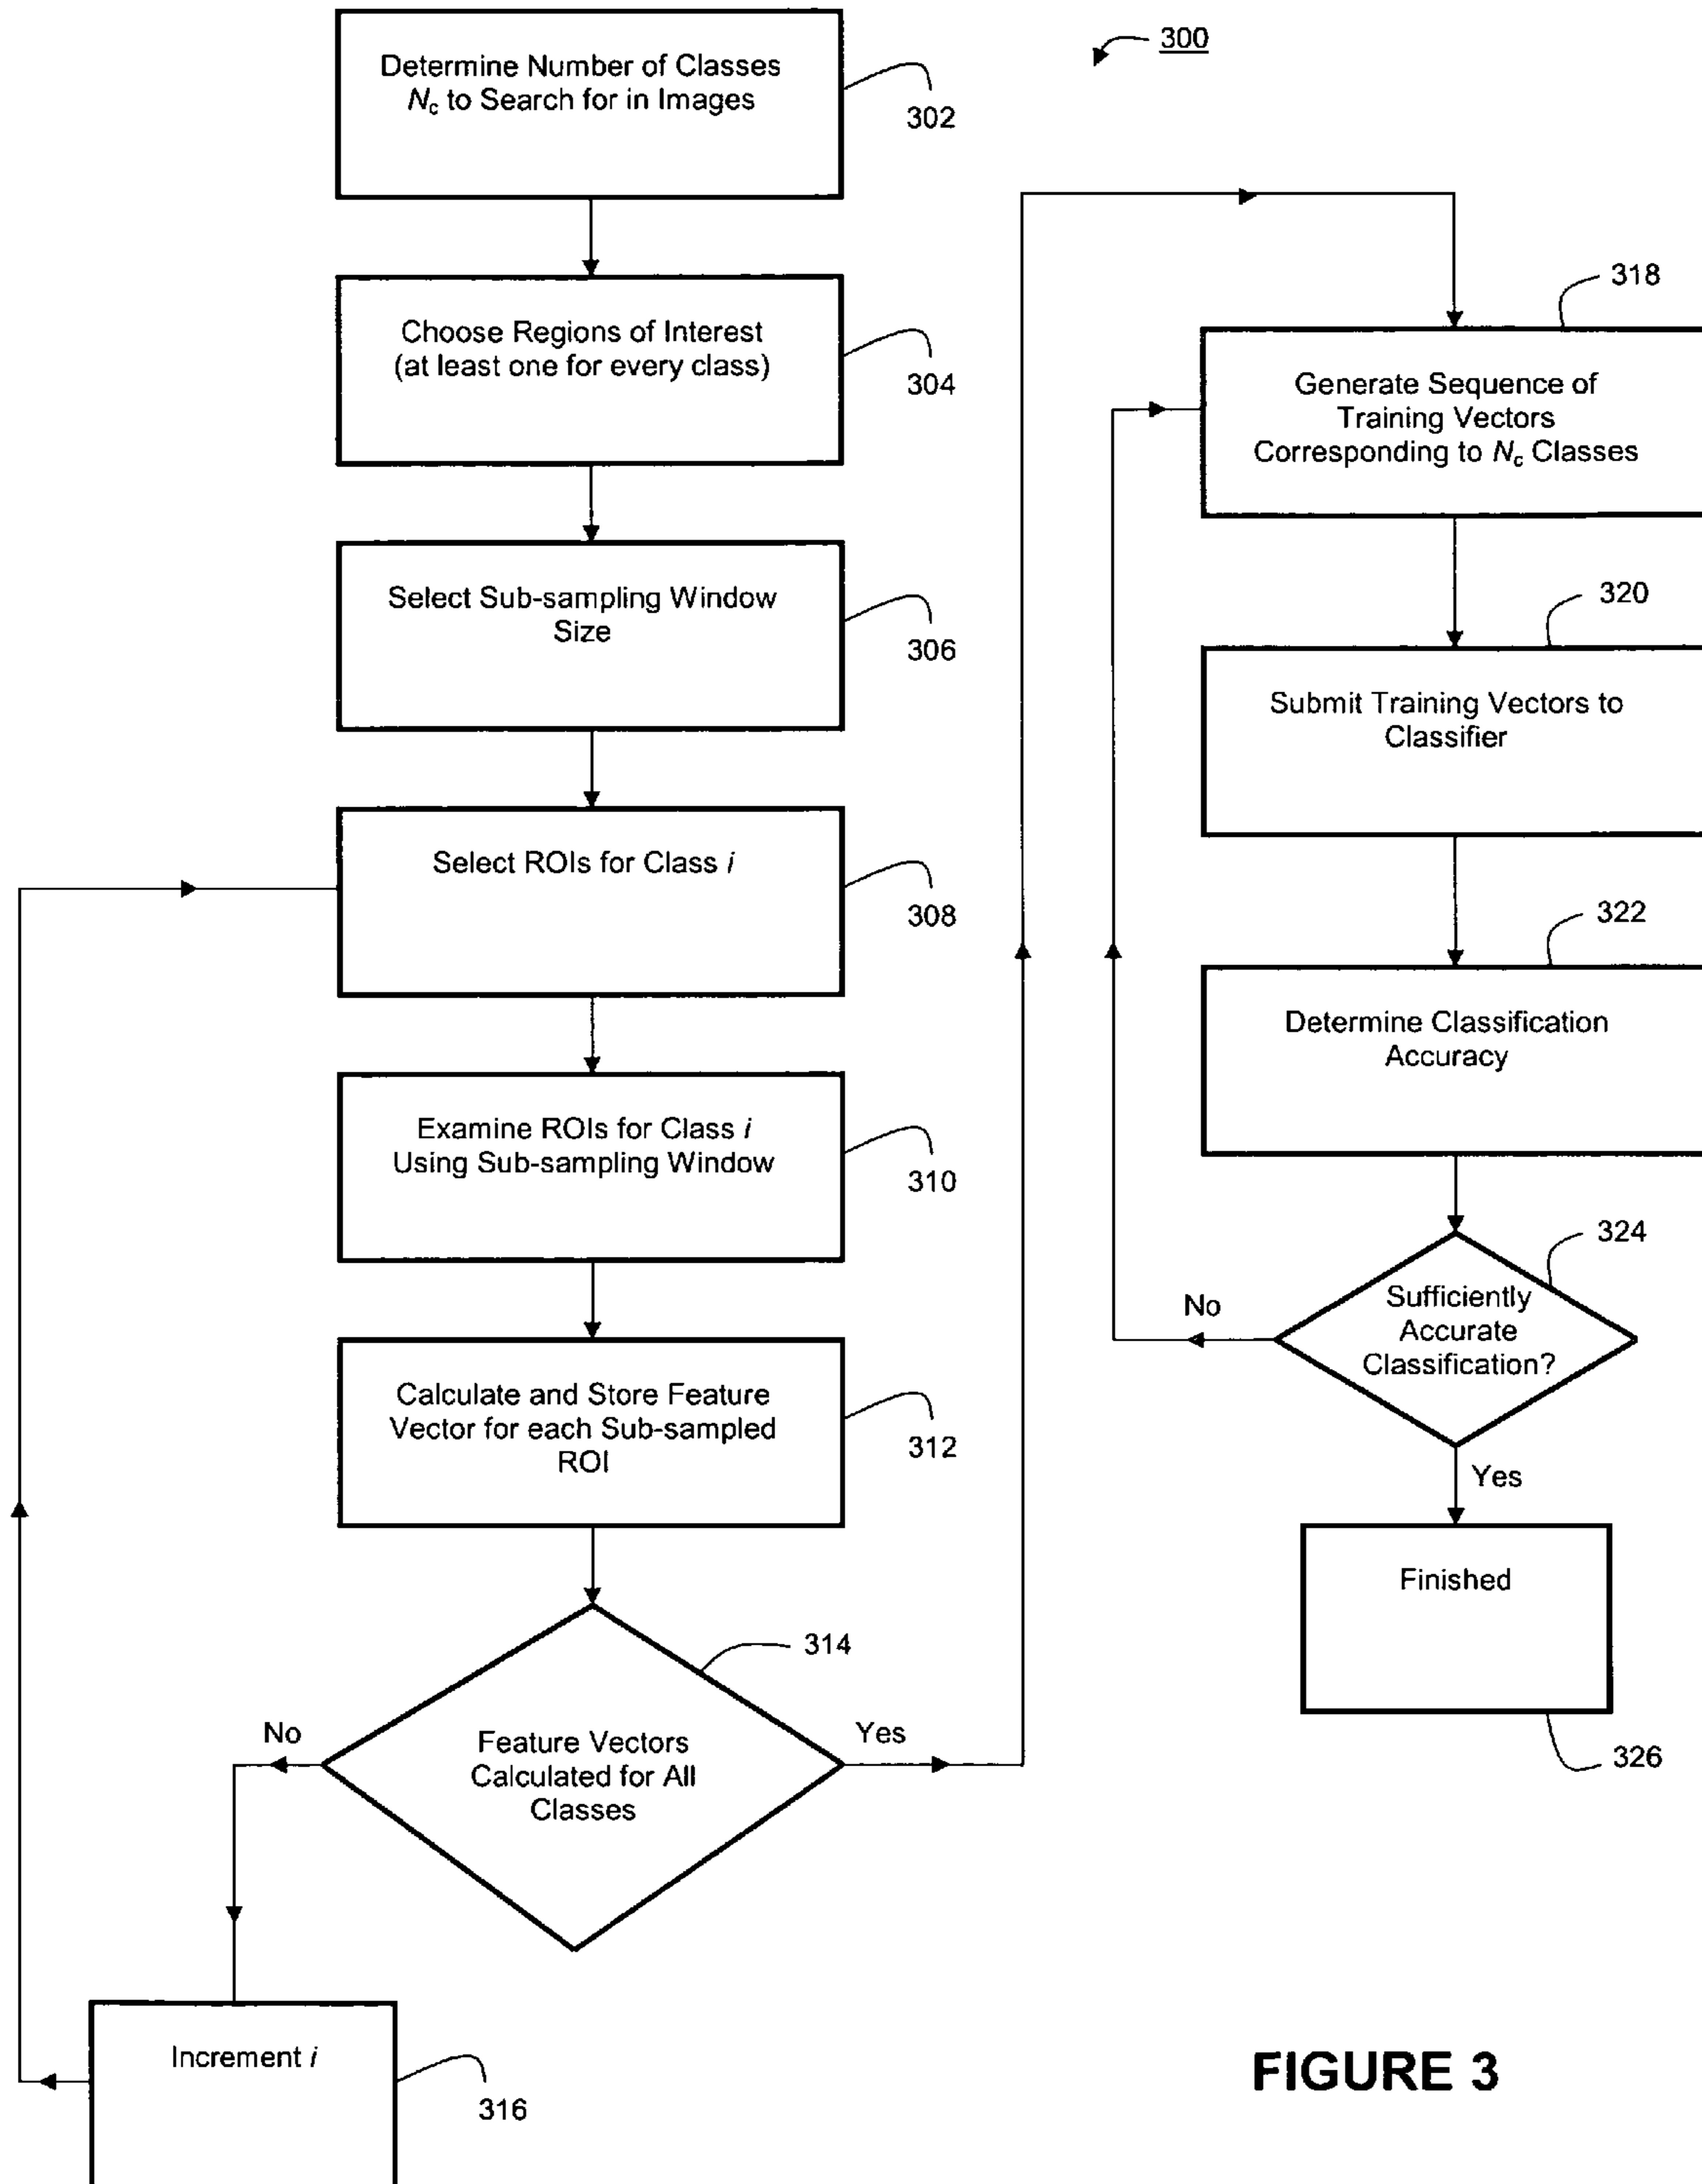 300
Determine Number of Classes
Nc to Search for in Images
302
Choose Regions of Interest
(at least one for every class)
304
Select Sub-sampling Window
Size
306
Select ROIs for Class i
308
Examine ROIs for Class i
Using Sub-sampling Window
310
Calculate and Store Feature
Vector for each Sub-sampled
ROI
312
314
Feature Vectors
Calculated for All
Classes
No
Yes
Increment i
316
318
Generate Sequence of
Training Vectors
Corresponding to Nc Classes
320
Submit Training Vectors to
Classifier
322
Determine Classification
Accuracy
324
Sufficiently
Accurate
Classification?
No
Yes
Finished
326
FIGURE 3